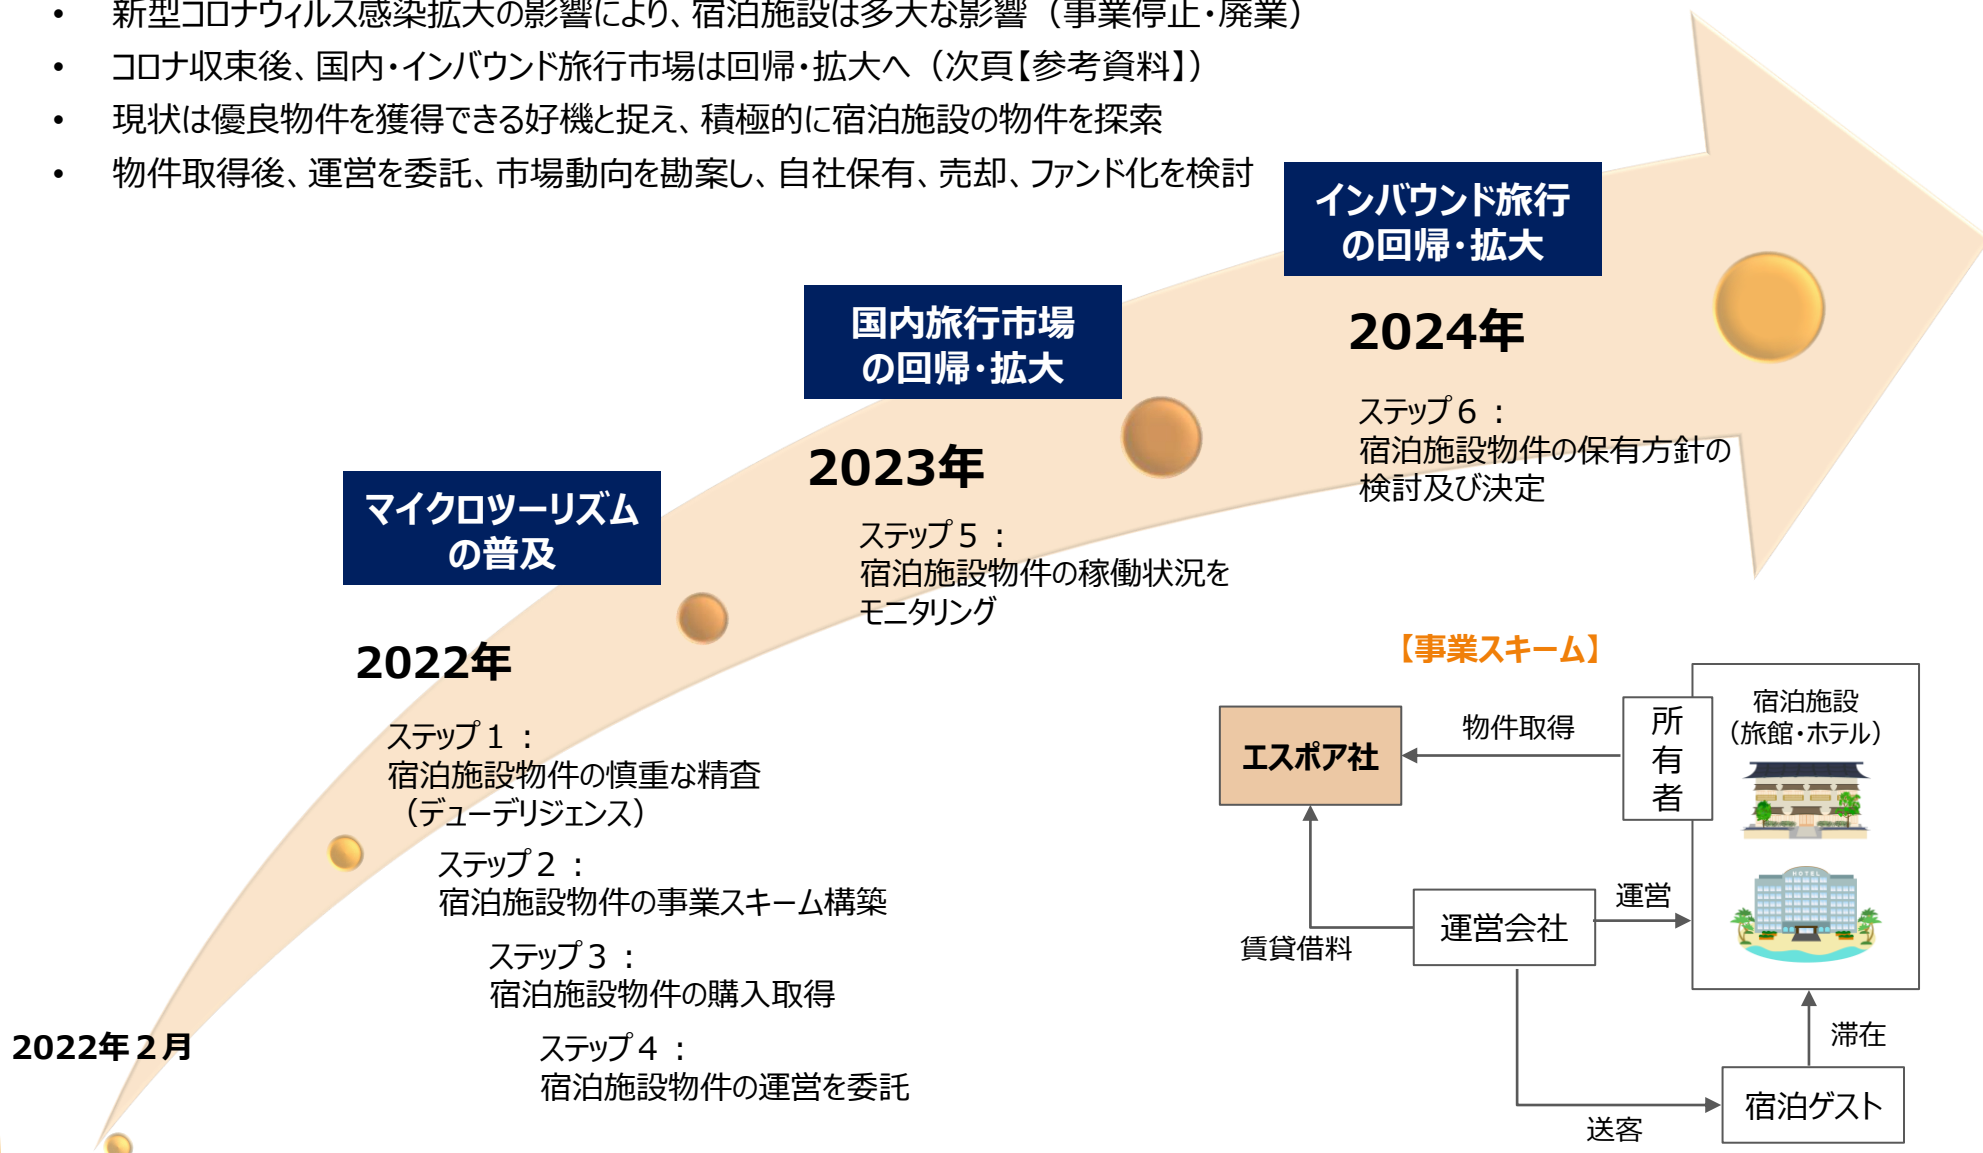 • 新型コロナウィルス感染拡大の影響により、宿泊施設は多大な影響（事業停止・廃業）
• コロナ収束後、国内・インバウンド旅行市場は回帰・拡大へ（次頁【参考資料】）
• 現状は優良物件を獲得できる好機と捉え、積極的に宿泊施設の物件を探索
• 物件取得後、運営を委託、市場動向を勘案し、自社保有、売却、ファンド化を検討
インバウンド旅行
の回帰・拡大
2024年
ステップ６：
宿泊施設物件の保有方針の
検討及び決定
国内旅行市場
の回帰・拡大
2023年
ステップ５：
宿泊施設物件の稼働状況を
モニタリング
マイクロツーリズム
の普及
2022年
ステップ１：
宿泊施設物件の慎重な精査
（デューデリジェンス）
ステップ２：
宿泊施設物件の事業スキーム構築
ステップ３：
宿泊施設物件の購入取得
ステップ４：
宿泊施設物件の運営を委託
2022年２月
【事業スキーム】
エスポア社
物件取得
所有者
宿泊施設
（旅館・ホテル）
HOTEL
運営
運営会社
賃貸借料
滞在
宿泊ゲスト
送客